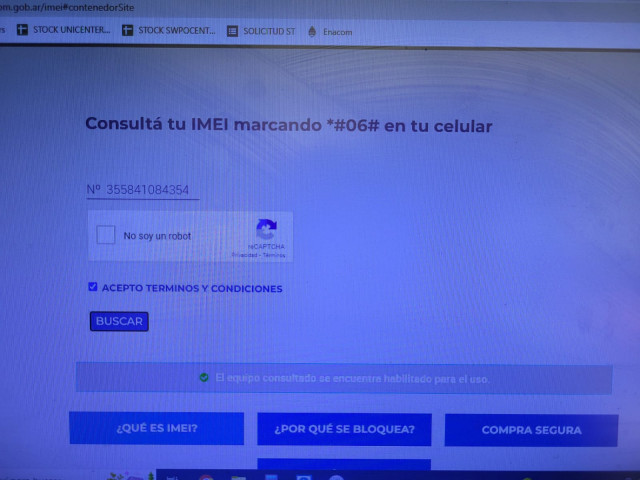 om.gob.ar/imei#contenedorSite
STOCK UNICENTER... STOCK SWPOCENT... SOLICITUD ST Enacom
Consultá tu IMEI marcando *#06# en tu celular
Nº 355841084354
No soy un robot
reCAPTCHA
Privacidad - Términos
ACEPTO TERMINOS Y CONDICIONES
BUSCAR
El equipo consultado se encuentra habilitado para el uso.
¿QUÉ ES IMEI? ¿POR QUÉ SE BLOQUEA? COMPRA SEGURA